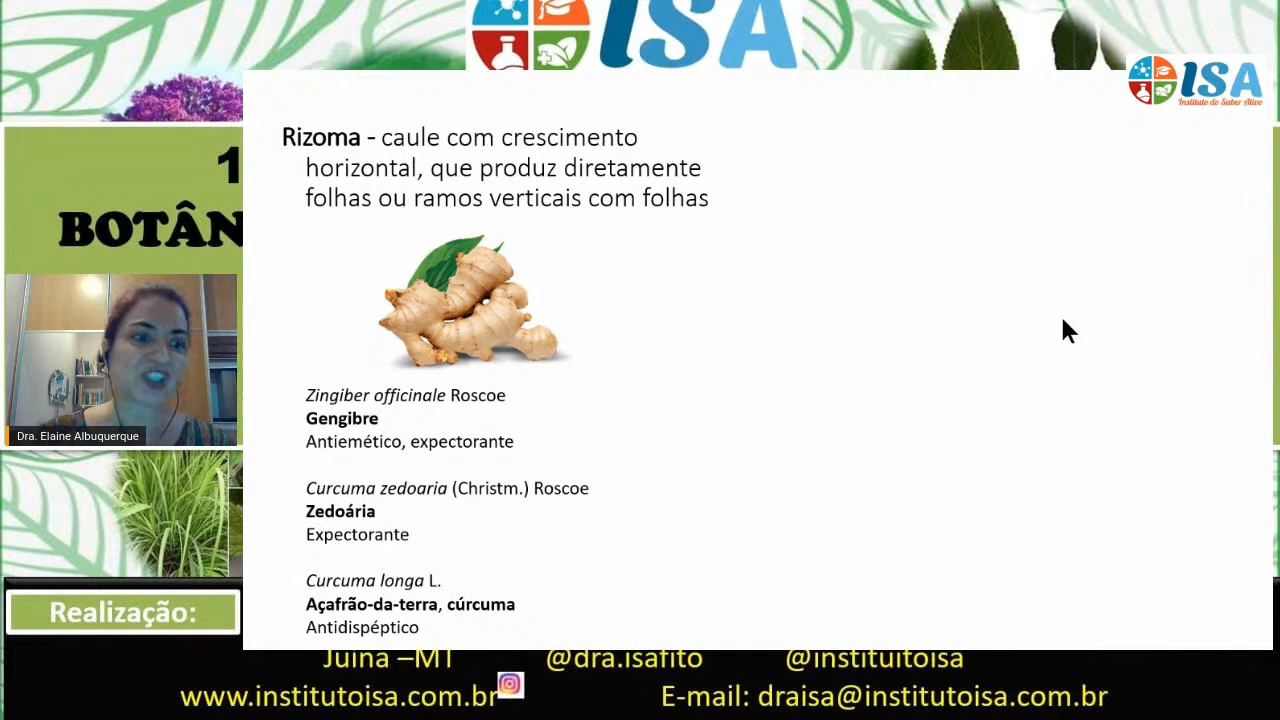 ISA
ISA
Instituto do Saber Ativo
Rizoma - caule com crescimento
horizontal, que produz diretamente
folhas ou ramos verticais com folhas
1
BOTÂN
Dra. Elaine Albuquerque
Zingiber officinale Roscoe
Gengibre
Antiemético, expectorante
Curcuma zedoaria (Christm.) Roscoe
Zedoária
Expectorante
Curcuma longa L.
Açafrão-da-terra, cúrcuma
Antidispéptico
Realização:
Juína –MT @dra.isafito @instituitoisa
www.institutoisa.com.br E-mail: draisa@institutoisa.com.br